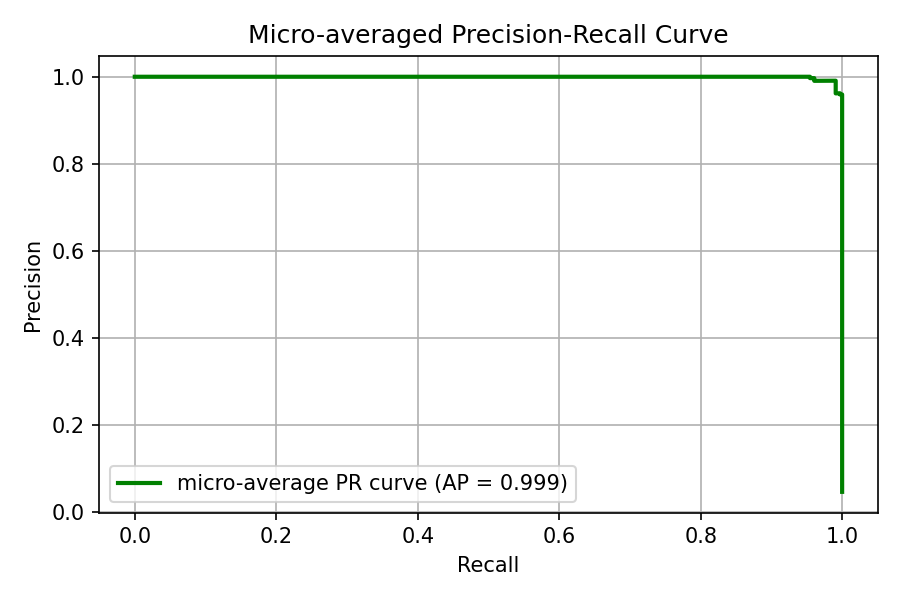 Micro-averaged Precision-Recall Curve
1.0
0.8
0.6
0.4
0.2
0.0
Precision
micro-average PR curve (AP = 0.999)
0.0 0.2 0.4 0.6 0.8 1.0
Recall